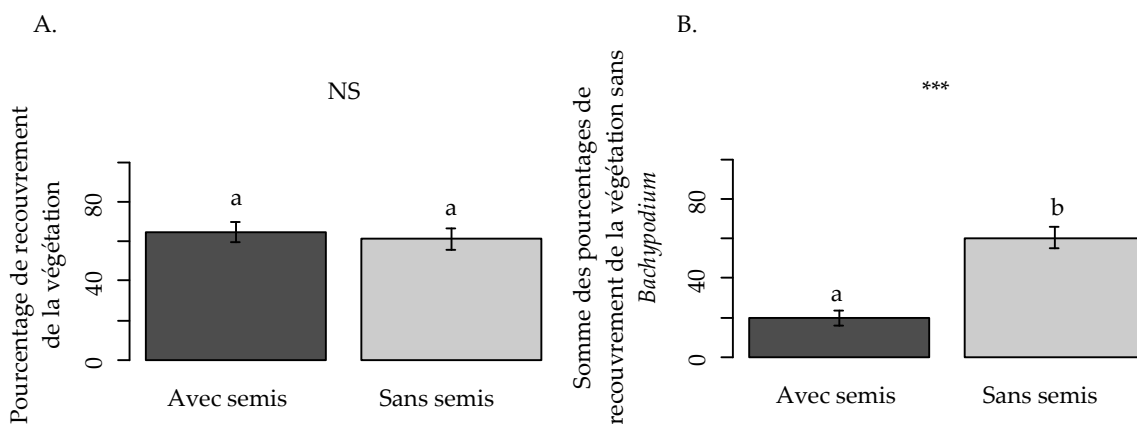 A.
NS
Pourcentage de recouvrement
de la végétation
80
40
0
a
a
Avec semis
Sans semis
B.
***
Somme des pourcentages de
recouvrement de la végétation sans
Bachypodium
80
40
0
a
b
Avec semis
Sans semis